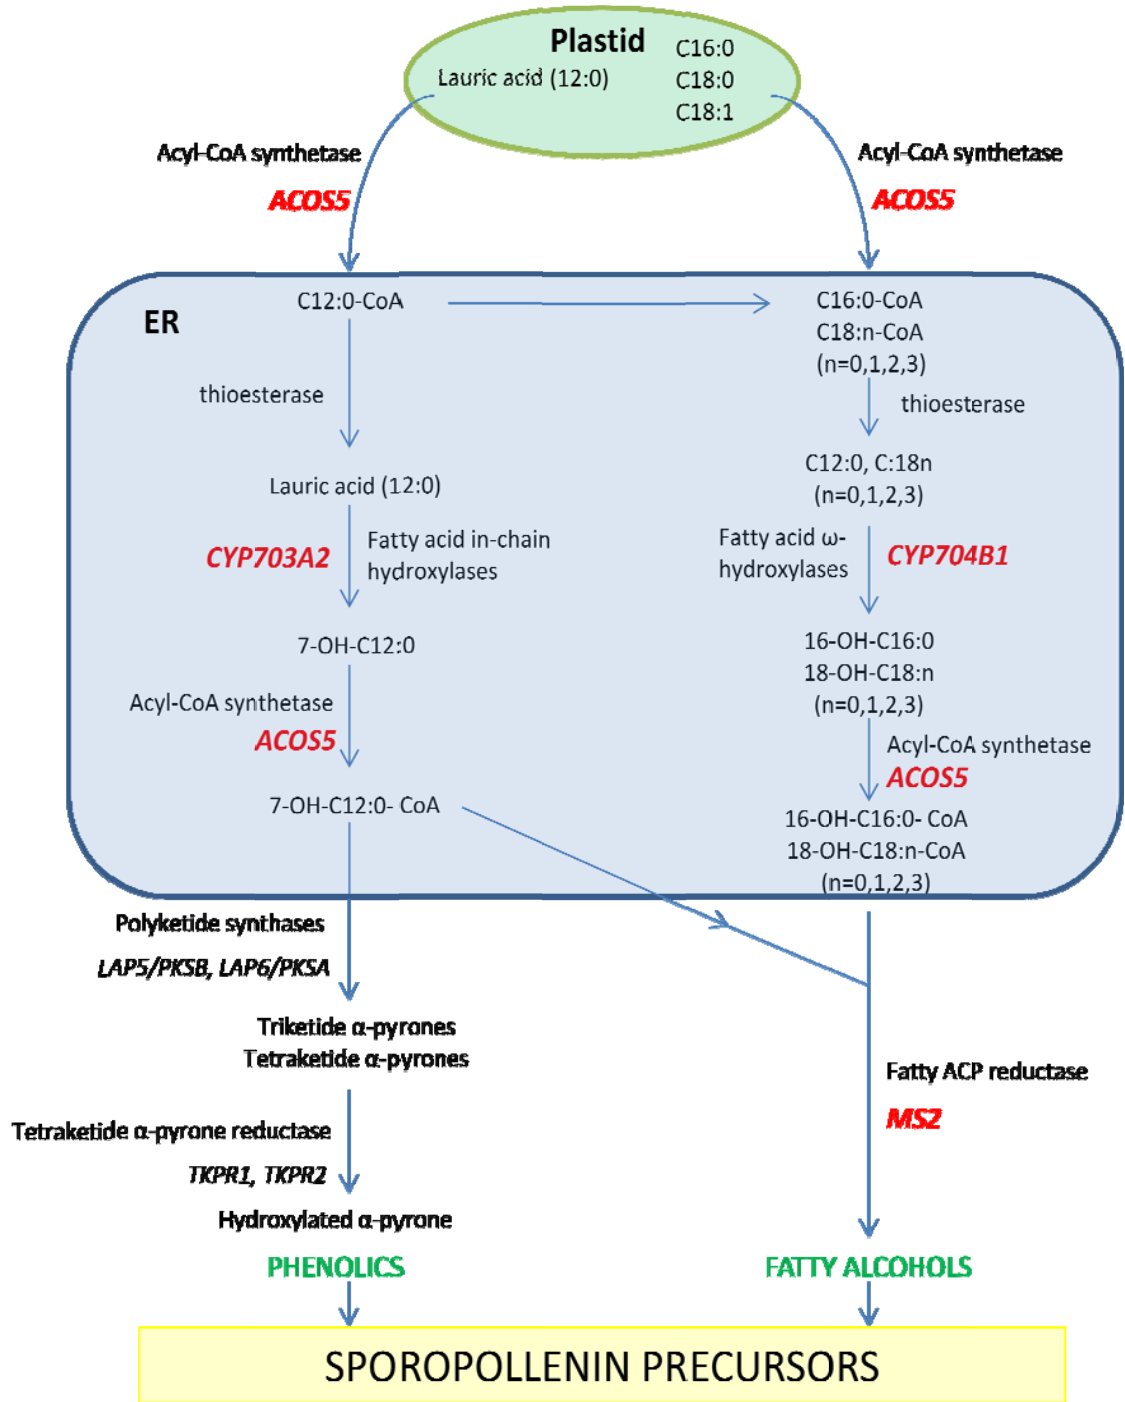 Plastid
Lauric acid (12:0)
C16:0
C18:0
C18:1
Acyl-CoA synthetase
ACOS5
Acyl-CoA synthetase
ACOS5
ER
C12:0-CoA
C16:0-CoA
C18:n-CoA
(n=0,1,2,3)
thioesterase
thioesterase
Lauric acid (12:0)
C12:0, C:18n
(n=0,1,2,3)
CYP703A2
Fatty acid in-chain
hydroxylases
Fatty acid ω-
hydroxylases
CYP704B1
7-OH-C12:0
16-OH-C16:0
18-OH-C18:n
(n=0,1,2,3)
Acyl-CoA synthetase
ACOS5
Acyl-CoA synthetase
ACOS5
7-OH-C12:0- CoA
16-OH-C16:0- CoA
18-OH-C18:n-CoA
(n=0,1,2,3)
Polyketide synthases
LAP5/PKSB, LAP6/PKSA
Triketide α-pyrones
Tetraketide α-pyrones
Fatty ACP reductase
MS2
Tetraketide α-pyrone reductase
TKPR1, TKPR2
Hydroxylated α-pyrone
PHENOLICS
FATTY ALCOHOLS
SPOROPOLLENIN PRECURSORS